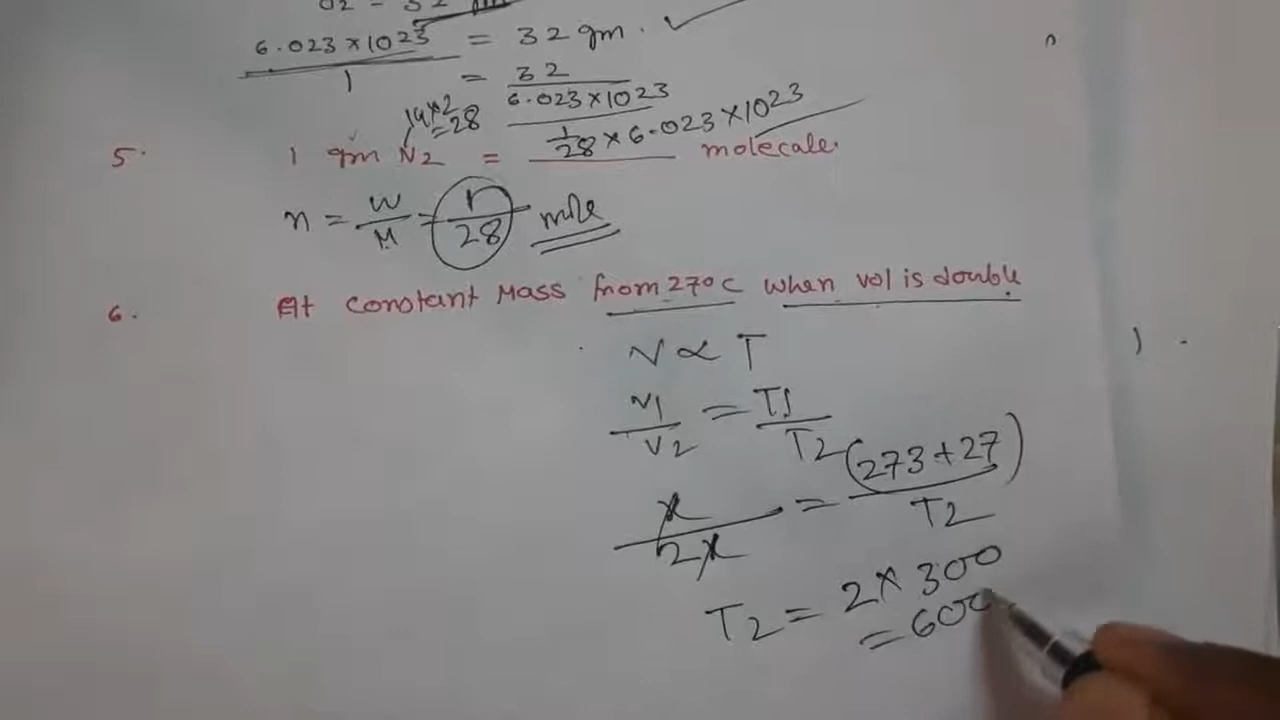 6.023×10²³ = 32 gm. ✓
1 = 32
6.023×10²³
14×2
=28
5. 1 gm N2 = 1/28 × 6.023×10²³ molecule.
n = W/M = 1/28 mole
6. At constant Mass from 27°C when vol is double
V ∝ T
V1/V2 = T1/T2
x/2x = (273+27)/T2
T2 = 2×300
= 600